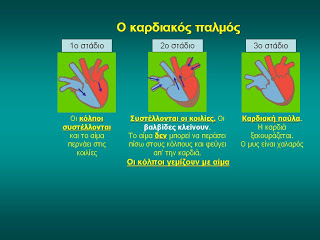 Ο καρδιακός παλμός
1ο στάδιο
2ο στάδιο
3ο στάδιο
Οι κόλποι
συστέλλονται
και το αίμα
περνάει στις
κοιλίες
Συστέλλονται οι κοιλίες. Οι
βαλβίδες κλείνουν.
Το αίμα δεν μπορεί να περάσει
πίσω στους κόλπους και φεύγει
απ' την καρδιά.
Οι κόλποι γεμίζουν με αίμα
Καρδιακή παύλα.
Η καρδιά
ξεκουράζεται.
Ο μυς είναι χαλαρός